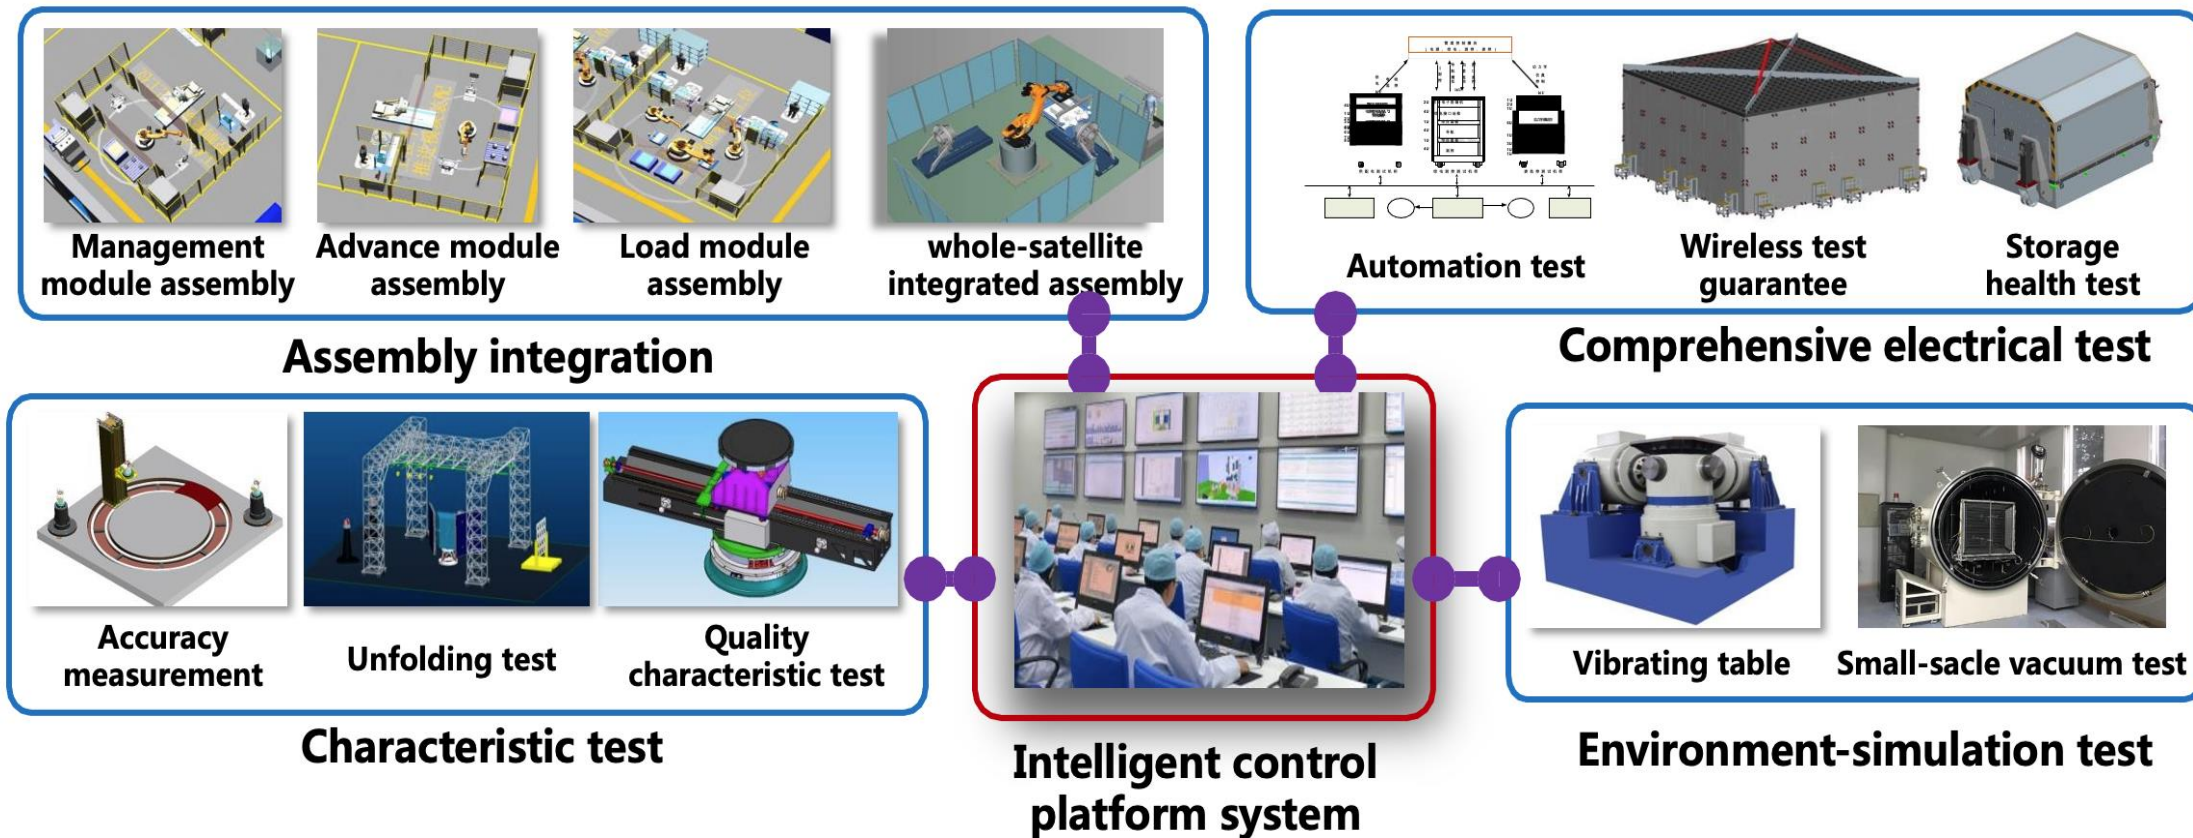 Management
module assembly
Advance module
assembly
Load module
assembly
whole-satellite
integrated assembly
Assembly integration
Automation test
Wireless test
guarantee
Storage
health test
Comprehensive electrical test
Accuracy
measurement
Unfolding test
Quality
characteristic test
Characteristic test
Intelligent control
platform system
Vibrating table
Small-sacle vacuum test
Environment-simulation test